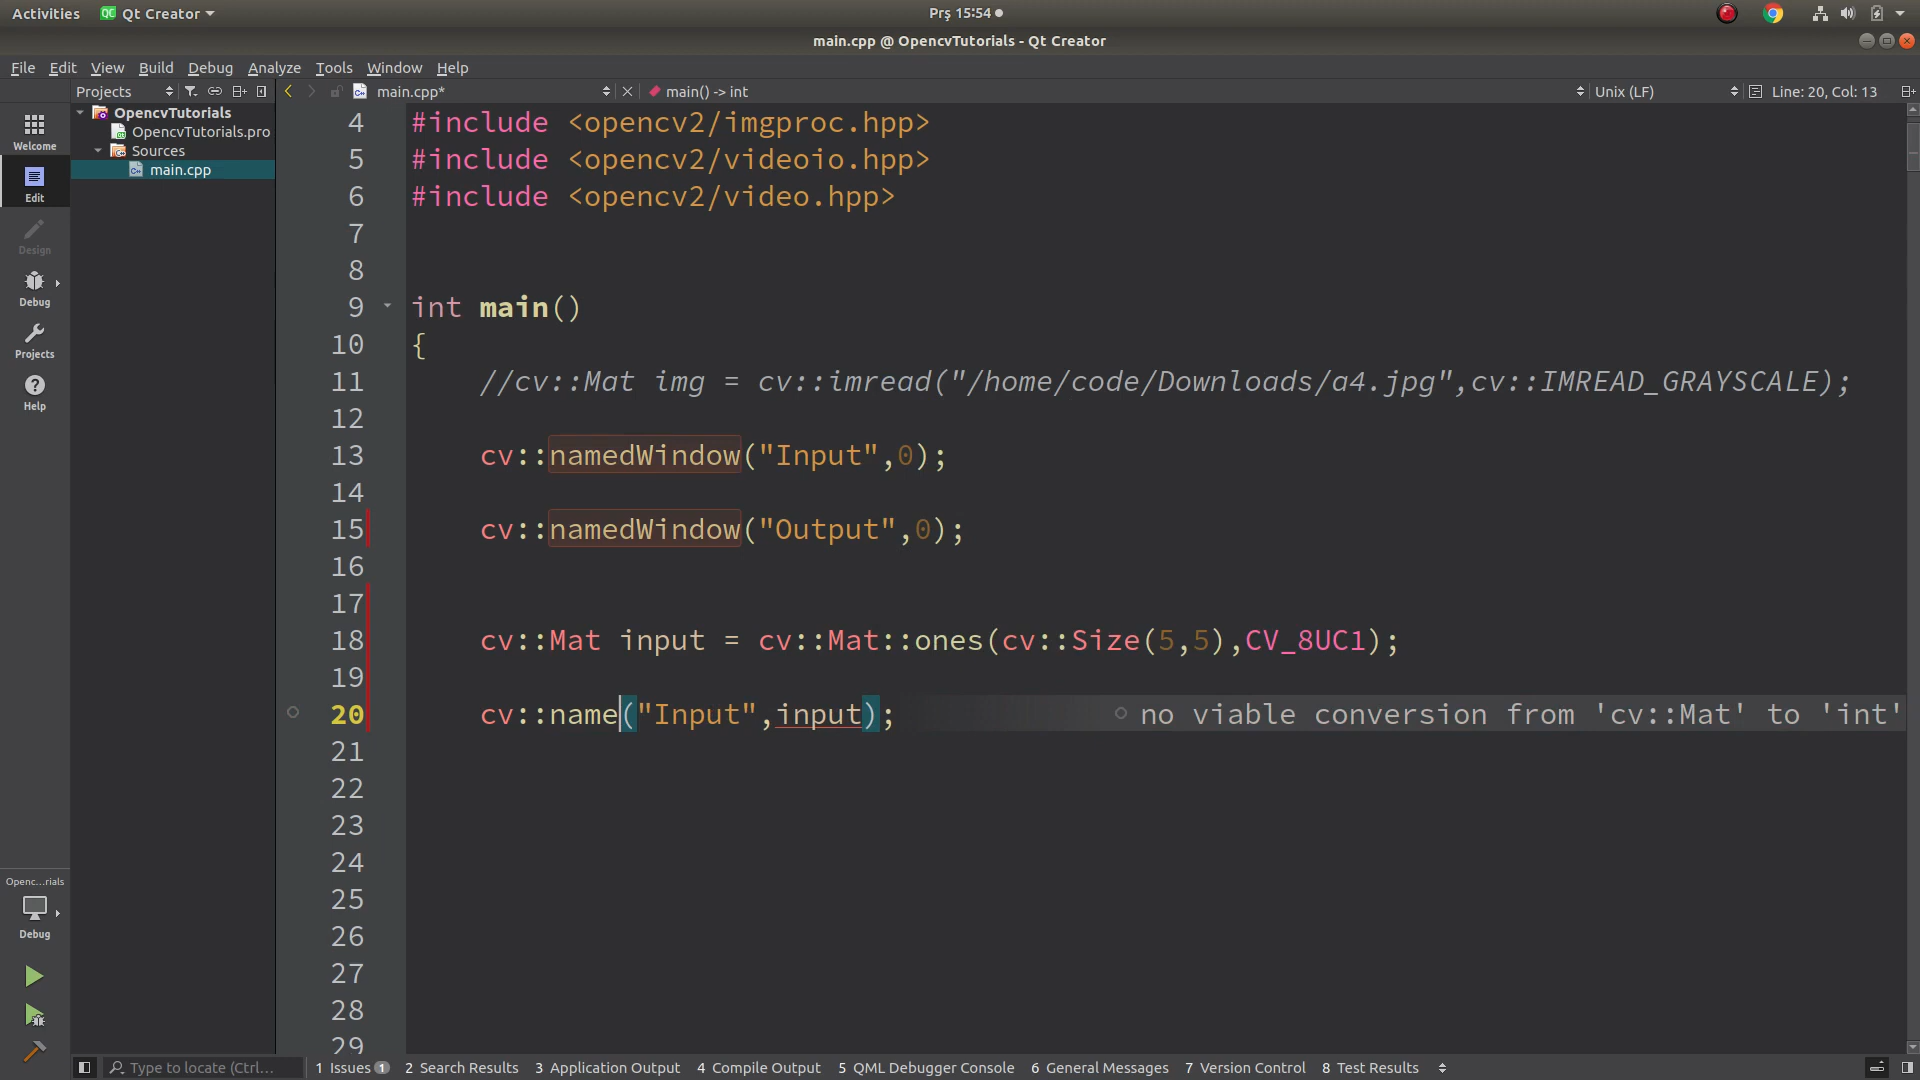 Activities Qt Creator Prş 15:54
main.cpp @ OpencvTutorials - Qt Creator
File Edit View Build Debug Analyze Tools Window Help
Projects main.cpp* main() -> int Unix (LF) Line: 20, Col: 13
OpencvTutorials
OpencvTutorials.pro
Sources
main.cpp
Welcome
Edit
Design
Debug
Projects
Help
4 #include <opencv2/imgproc.hpp>
5 #include <opencv2/videoio.hpp>
6 #include <opencv2/video.hpp>
7
8
9 int main()
10 {
11 //cv::Mat img = cv::imread("/home/code/Downloads/a4.jpg",cv::IMREAD_GRAYSCALE);
12
13 cv::namedWindow("Input",0);
14
15 cv::namedWindow("Output",0);
16
17
18 cv::Mat input = cv::Mat::ones(cv::Size(5,5),CV_8UC1);
19
20 cv::name("Input",input); no viable conversion from 'cv::Mat' to 'int'
21
22
23
24
25
26
27
28
29
Openc...rials
Debug
Type to locate (Ctrl... 1 Issues 1 2 Search Results 3 Application Output 4 Compile Output 5 QML Debugger Console 6 General Messages 7 Version Control 8 Test Results